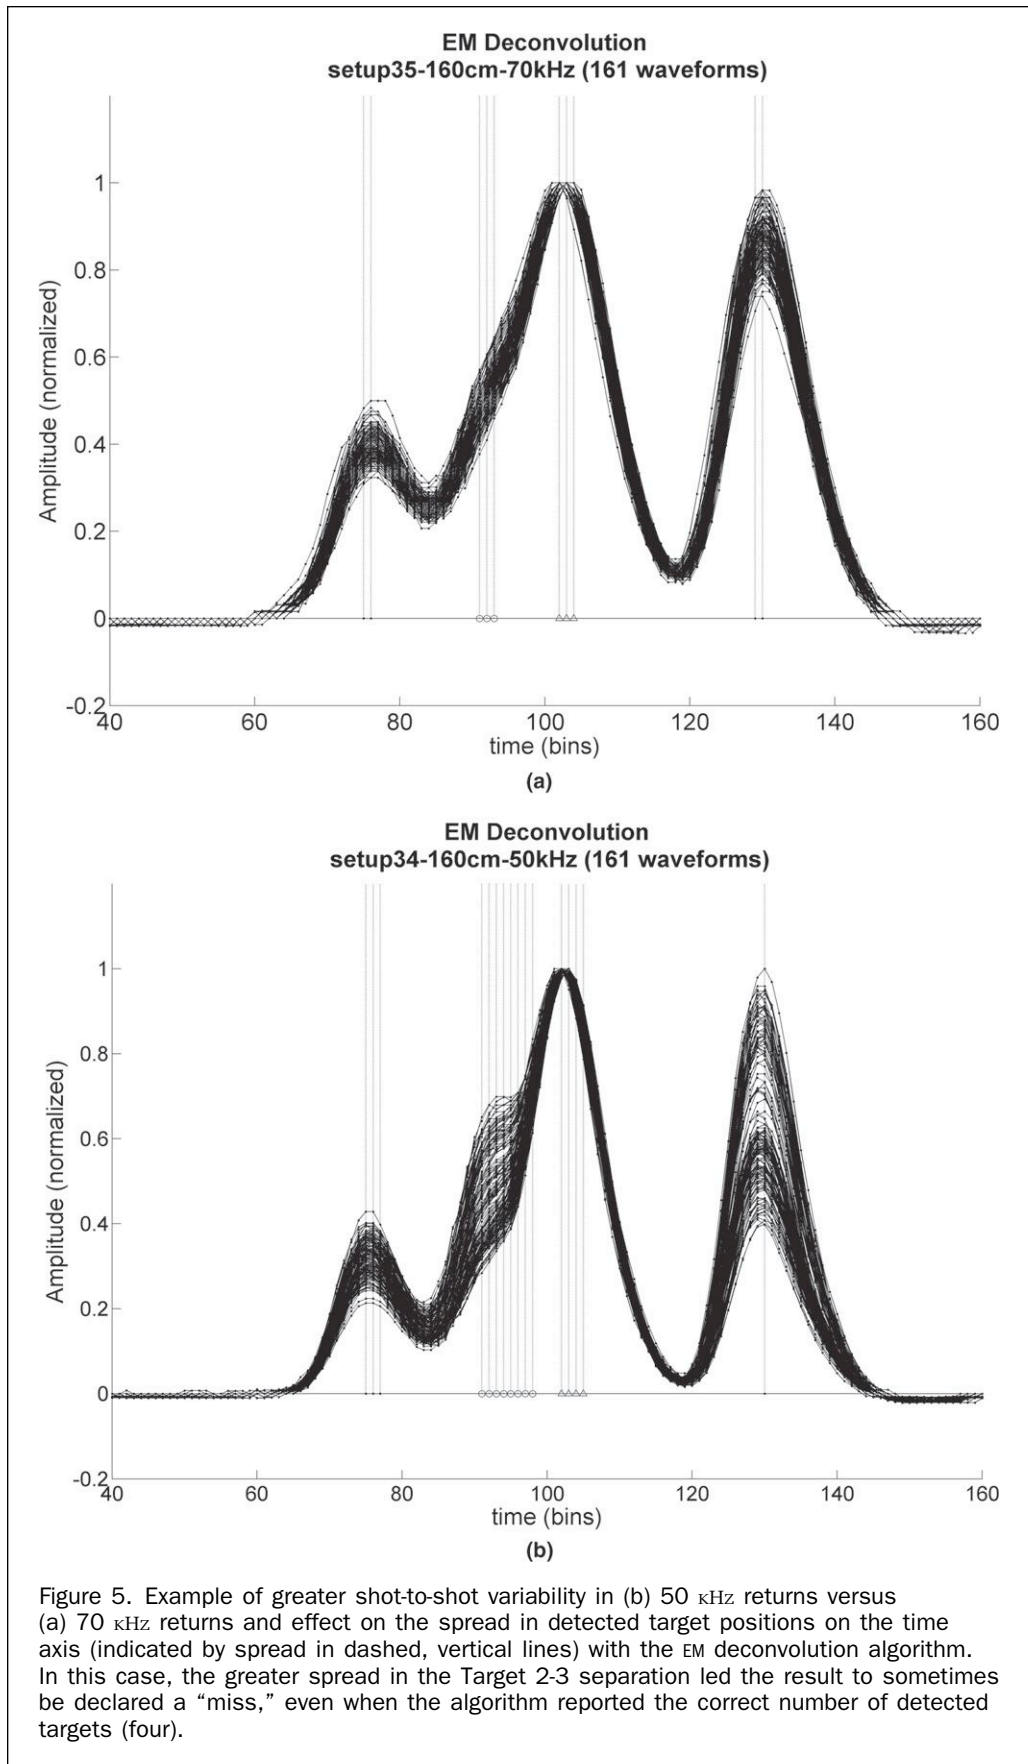 EM Deconvolution
setup35-160cm-70kHz (161 waveforms)
Amplitude (normalized)
1
0.8
0.6
0.4
0.2
0
-0.2
40
60
80
100
120
140
160
time (bins)
(a)
EM Deconvolution
setup34-160cm-50kHz (161 waveforms)
Amplitude (normalized)
1
0.8
0.6
0.4
0.2
0
-0.2
40
60
80
100
120
140
160
time (bins)
(b)
Figure 5. Example of greater shot-to-shot variability in (b) 50 KHZ returns versus
(a) 70 KHZ returns and effect on the spread in detected target positions on the time
axis (indicated by spread in dashed, vertical lines) with the EM deconvolution algorithm.
In this case, the greater spread in the Target 2-3 separation led the result to sometimes
be declared a “miss,” even when the algorithm reported the correct number of detected
targets (four).